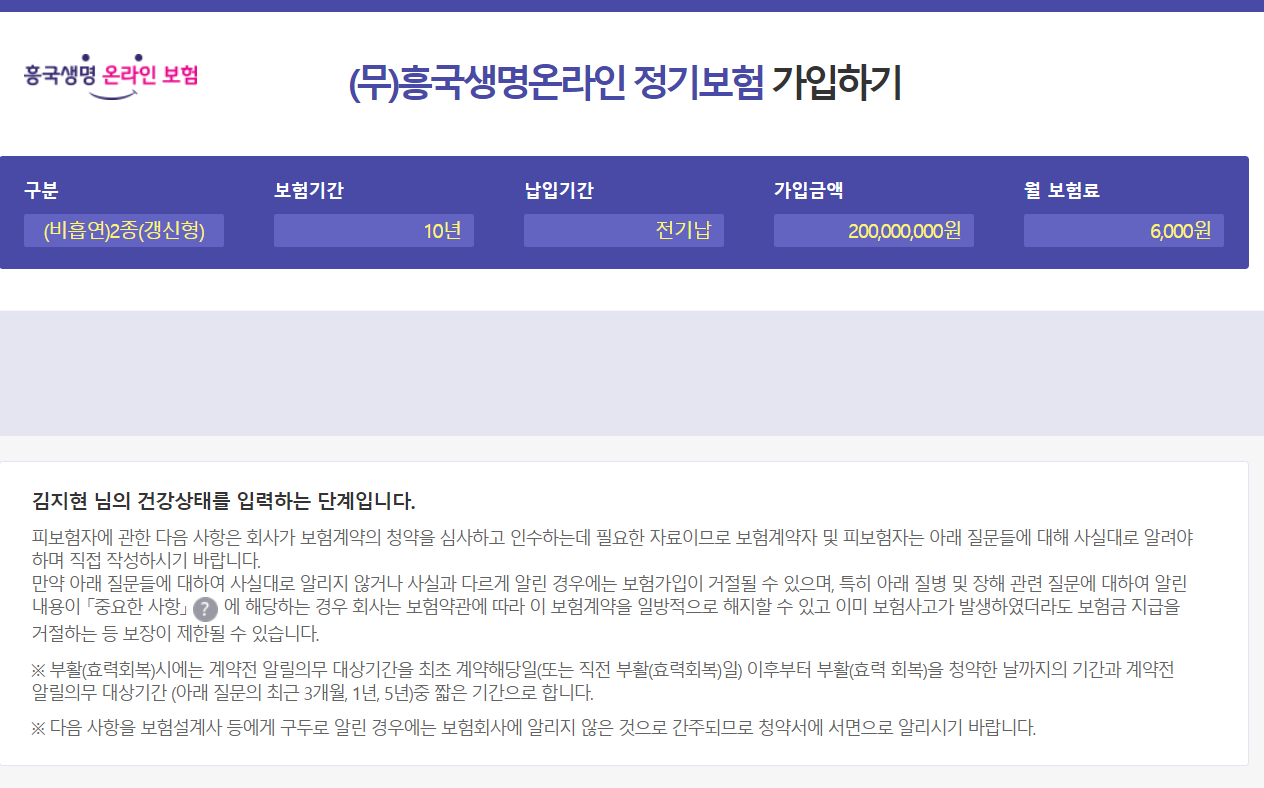 흥국생명 온라인 보험
(무)흥국생명온라인 정기보험 가입하기
구분 보험기간 납입기간 가입금액 월 보험료
(비흡연)2종(갱신형) 10년 전기납 200,000,000원 6,000원
김지현 님의 건강상태를 입력하는 단계입니다.
피보험자에 관한 다음 사항은 회사가 보험계약의 청약을 심사하고 인수하는데 필요한 자료이므로 보험계약자 및 피보험자는 아래 질문들에 대해 사실대로 알려야
하며 직접 작성하시기 바랍니다.
만약 아래 질문들에 대하여 사실대로 알리지 않거나 사실과 다르게 알린 경우에는 보험가입이 거절될 수 있으며, 특히 아래 질병 및 장해 관련 질문에 대하여 알린
내용이 「중요한 사항」 ? 에 해당하는 경우 회사는 보험약관에 따라 이 보험계약을 일방적으로 해지할 수 있고 이미 보험사고가 발생하였더라도 보험금 지급을
거절하는 등 보장이 제한될 수 있습니다.
※ 부활(효력회복)시에는 계약전 알릴의무 대상기간을 최초 계약해당일(또는 직전 부활(효력회복)일) 이후부터 부활(효력 회복)을 청약한 날까지의 기간과 계약전
알릴의무 대상기간 (아래 질문의 최근 3개월, 1년, 5년)중 짧은 기간으로 합니다.
※ 다음 사항을 보험설계사 등에게 구두로 알린 경우에는 보험회사에 알리지 않은 것으로 간주되므로 청약서에 서면으로 알리시기 바랍니다.